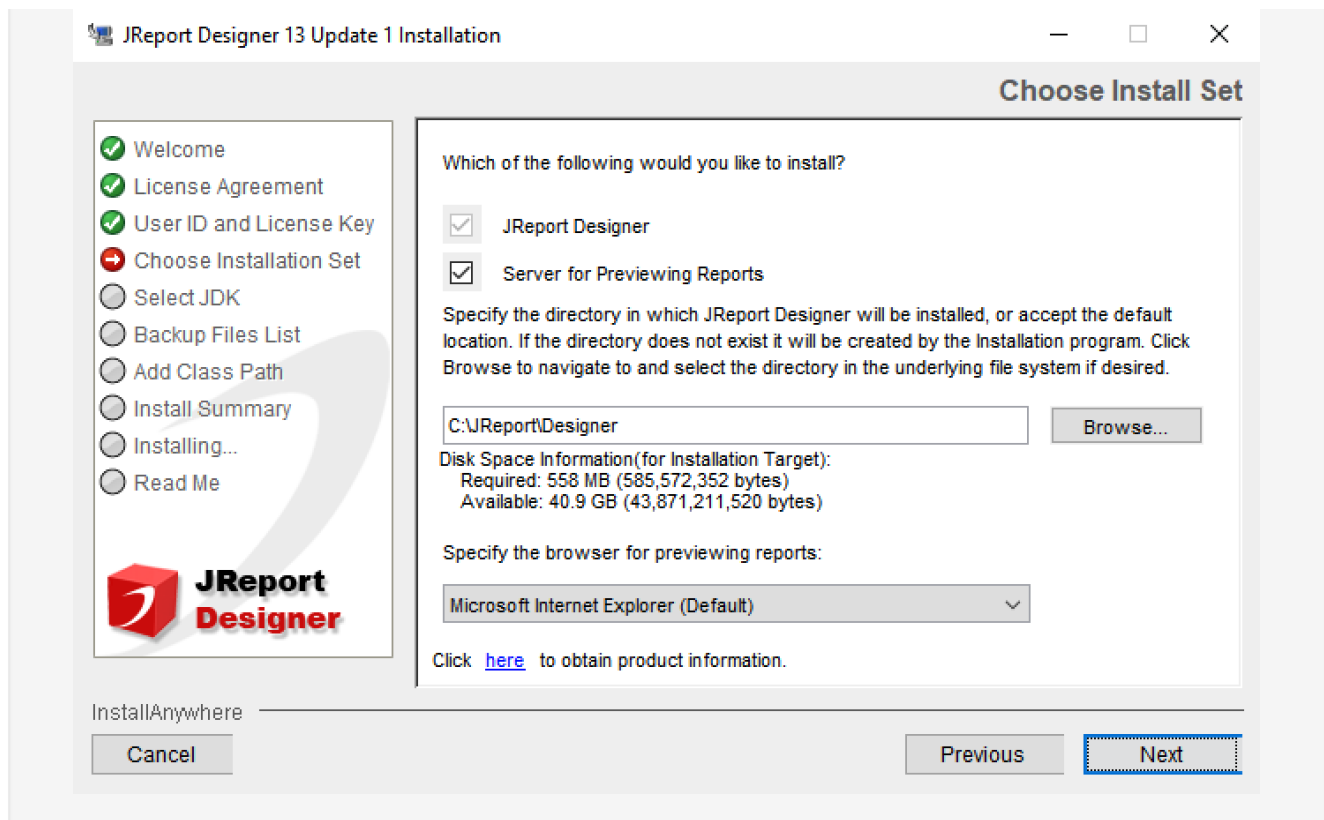 JReport Designer 13 Update 1 Installation
Choose Install Set
Welcome
License Agreement
User ID and License Key
Choose Installation Set
Select JDK
Backup Files List
Add Class Path
Install Summary
Installing...
Read Me
JReport
Designer
Which of the following would you like to install?
JReport Designer
Server for Previewing Reports
Specify the directory in which JReport Designer will be installed, or accept the default
location. If the directory does not exist it will be created by the Installation program. Click
Browse to navigate to and select the directory in the underlying file system if desired.
C:\JReport\Designer
Browse...
Disk Space Information(for Installation Target):
Required: 558 MB (585,572,352 bytes)
Available: 40.9 GB (43,871,211,520 bytes)
Specify the browser for previewing reports:
Microsoft Internet Explorer (Default)
Click here to obtain product information.
InstallAnywhere
Cancel
Previous
Next